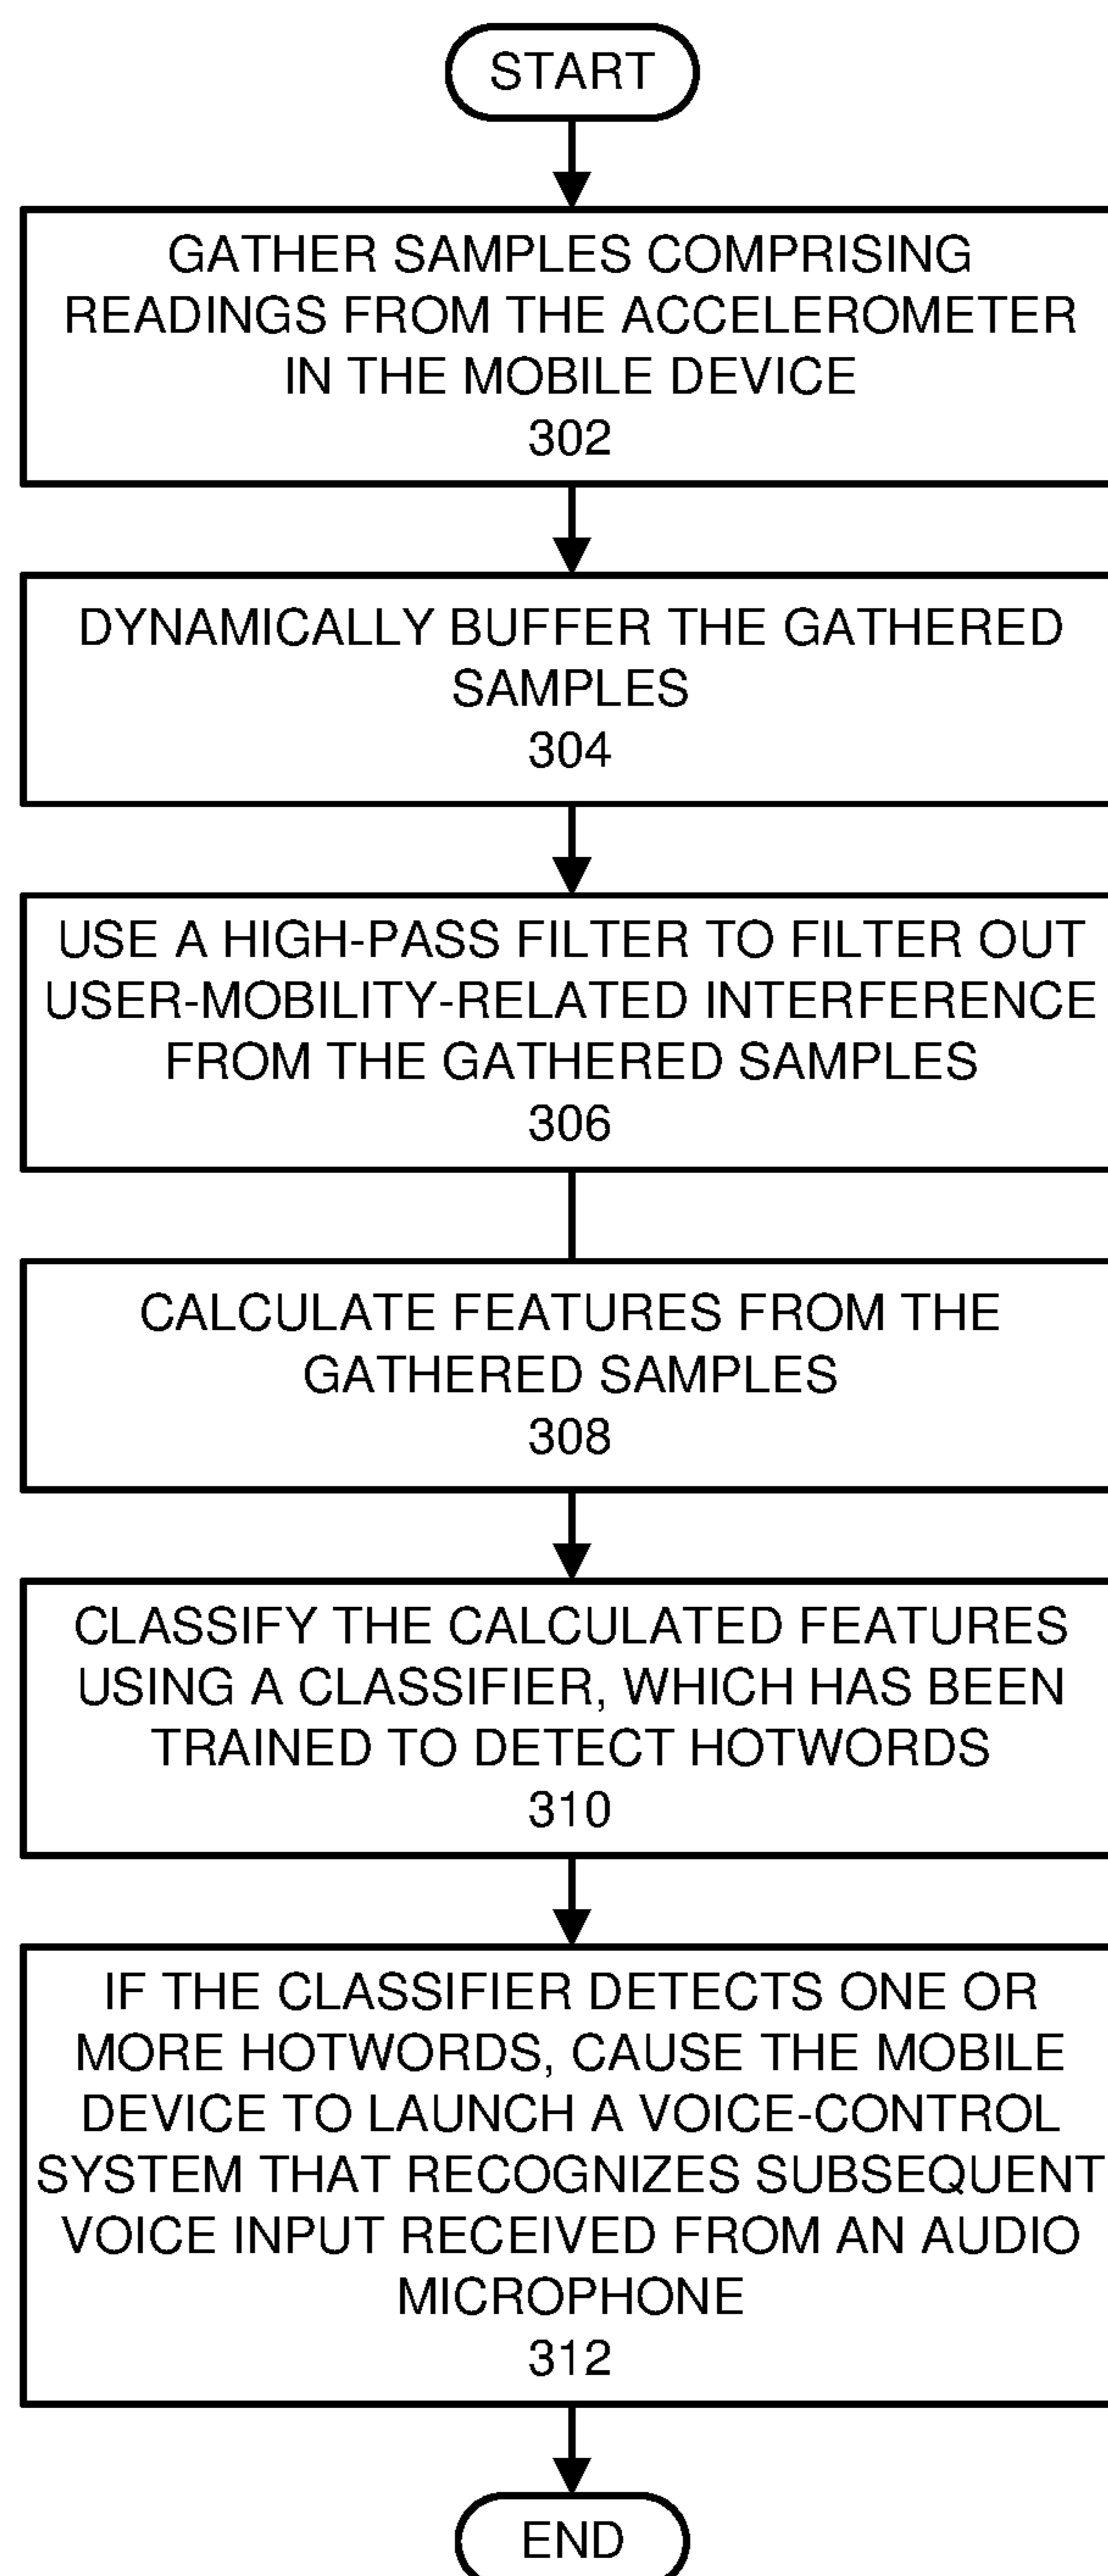 START
GATHER SAMPLES COMPRISING
READINGS FROM THE ACCELEROMETER
IN THE MOBILE DEVICE
302
DYNAMICALLY BUFFER THE GATHERED
SAMPLES
304
USE A HIGH-PASS FILTER TO FILTER OUT
USER-MOBILITY-RELATED INTERFERENCE
FROM THE GATHERED SAMPLES
306
CALCULATE FEATURES FROM THE
GATHERED SAMPLES
308
CLASSIFY THE CALCULATED FEATURES
USING A CLASSIFIER, WHICH HAS BEEN
TRAINED TO DETECT HOTWORDS
310
IF THE CLASSIFIER DETECTS ONE OR
MORE HOTWORDS, CAUSE THE MOBILE
DEVICE TO LAUNCH A VOICE-CONTROL
SYSTEM THAT RECOGNIZES SUBSEQUENT
VOICE INPUT RECEIVED FROM AN AUDIO
MICROPHONE
312
END